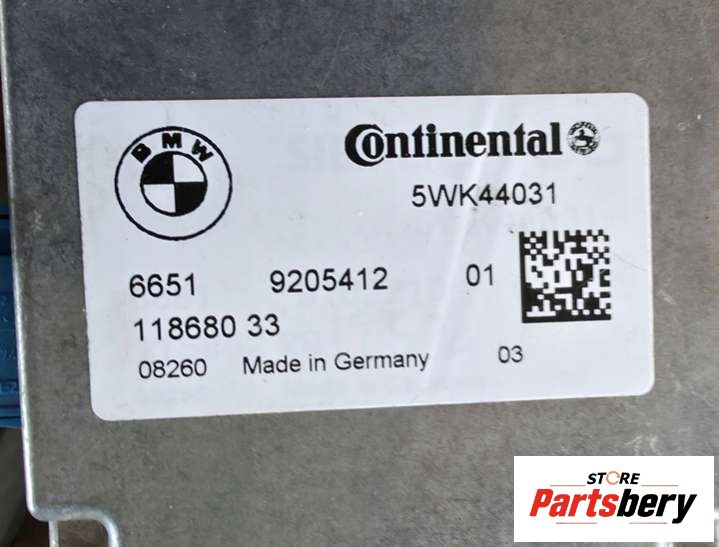 BMW
Continental
5WK44031
6651 9205412 01
118680 33
08260 Made in Germany 03
STORE
Partsbery